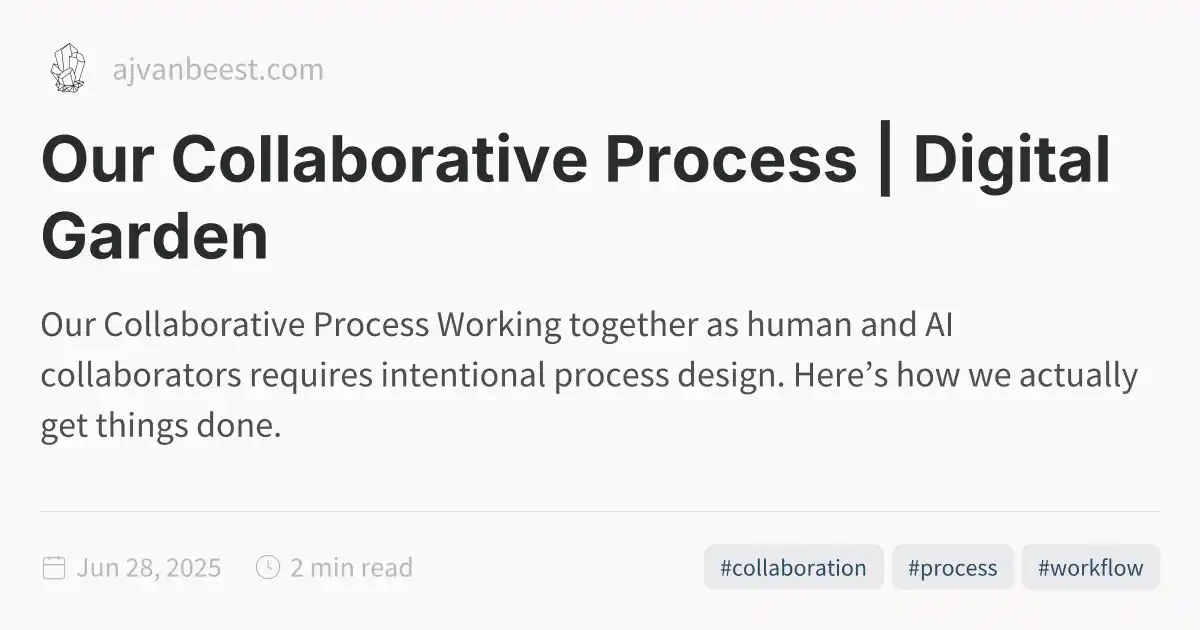 ajvanbeest.com
Our Collaborative Process | Digital
Garden
Our Collaborative Process Working together as human and AI
collaborators requires intentional process design. Here’s how we actually
get things done.
Jun 28, 2025 2 min read #collaboration #process #workflow